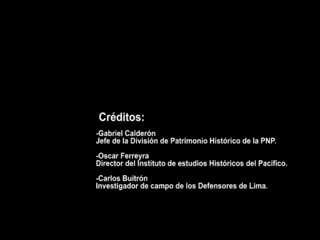 Créditos:
-Gabriel Calderón
Jefe de la División de Patrimonio Histórico de la PNP.
-Oscar Ferreyra
Director del Instituto de estudios Históricos del Pacífico.
-Carlos Buitrón
Investigador de campo de los Defensores de Lima.